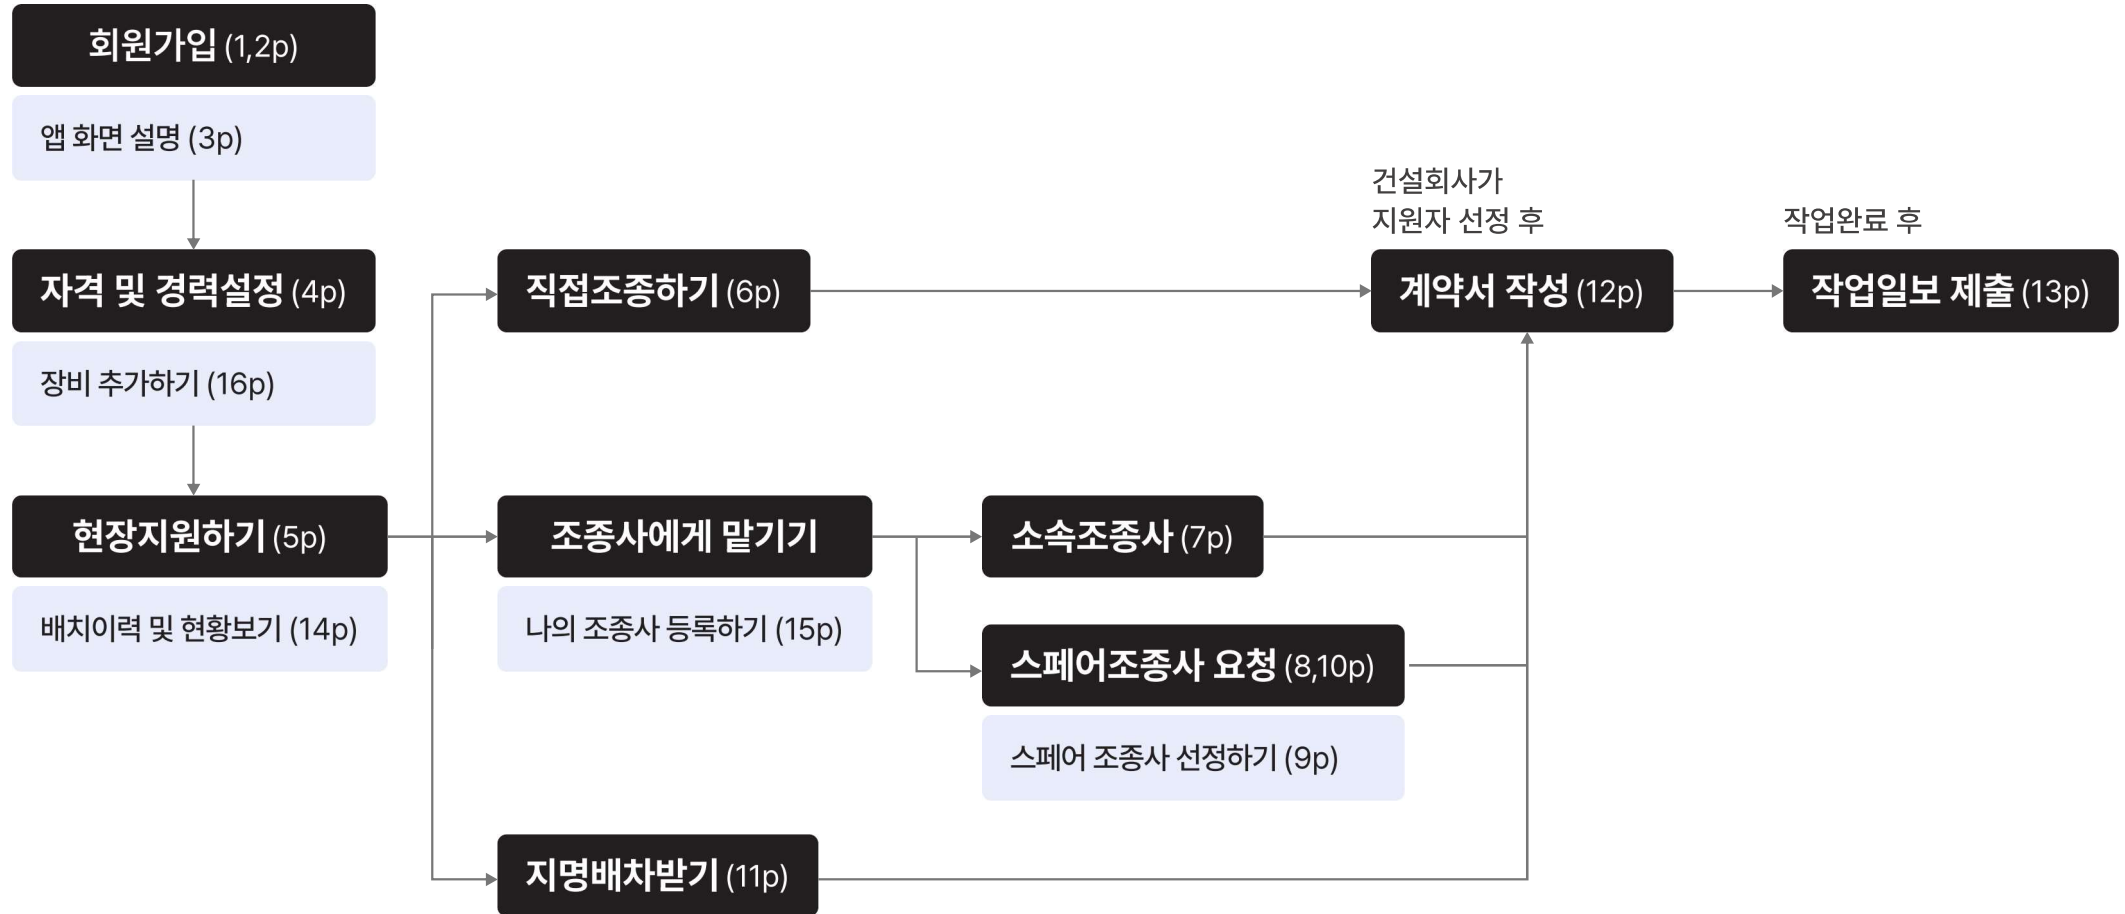 회원가입 (1,2p)
앱 화면 설명 (3p)
자격 및 경력설정 (4p)
장비 추가하기 (16p)
현장지원하기 (5p)
배치이력 및 현황보기 (14p)
직접조종하기 (6p)
조종사에게 맡기기
나의 조종사 등록하기 (15p)
소속조종사 (7p)
스페어조종사 요청 (8,10p)
스페어 조종사 선정하기 (9p)
지명배차받기 (11p)
건설회사가
지원자 선정 후
계약서 작성 (12p)
작업완료 후
작업일보 제출 (13p)